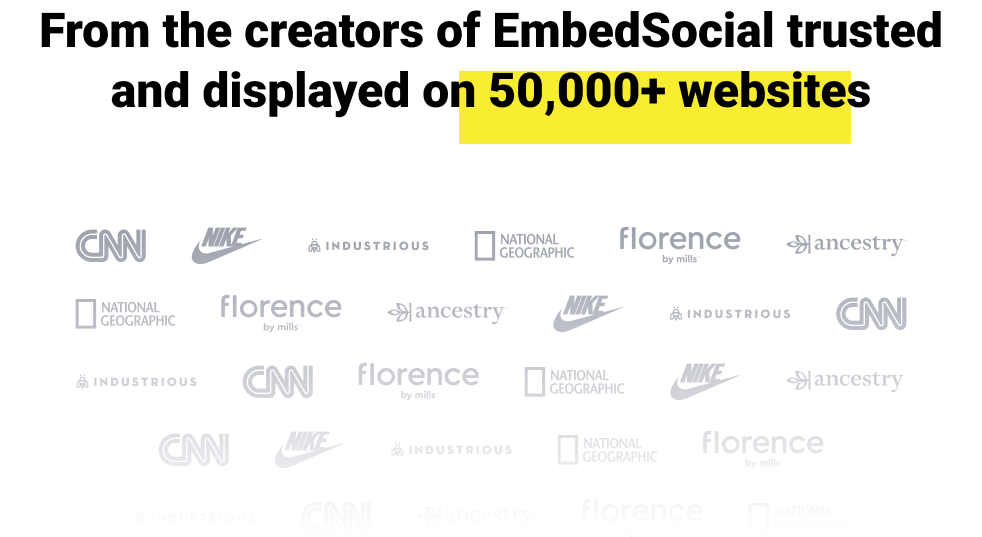 From the creators of EmbedSocial trusted
and displayed on 50,000+ websites
CNN NIKE INDUSTRIOUS NATIONAL GEOGRAPHIC florence by mills ancestry
NATIONAL GEOGRAPHIC florence by mills ancestry NIKE INDUSTRIOUS CNN
INDUSTRIOUS CNN florence by mills NATIONAL GEOGRAPHIC NIKE ancestry
CNN NIKE INDUSTRIOUS NATIONAL GEOGRAPHIC florence by mills
INDUSTRIOUS CNN ancestry florence NATIONAL GEOGRAPHIC